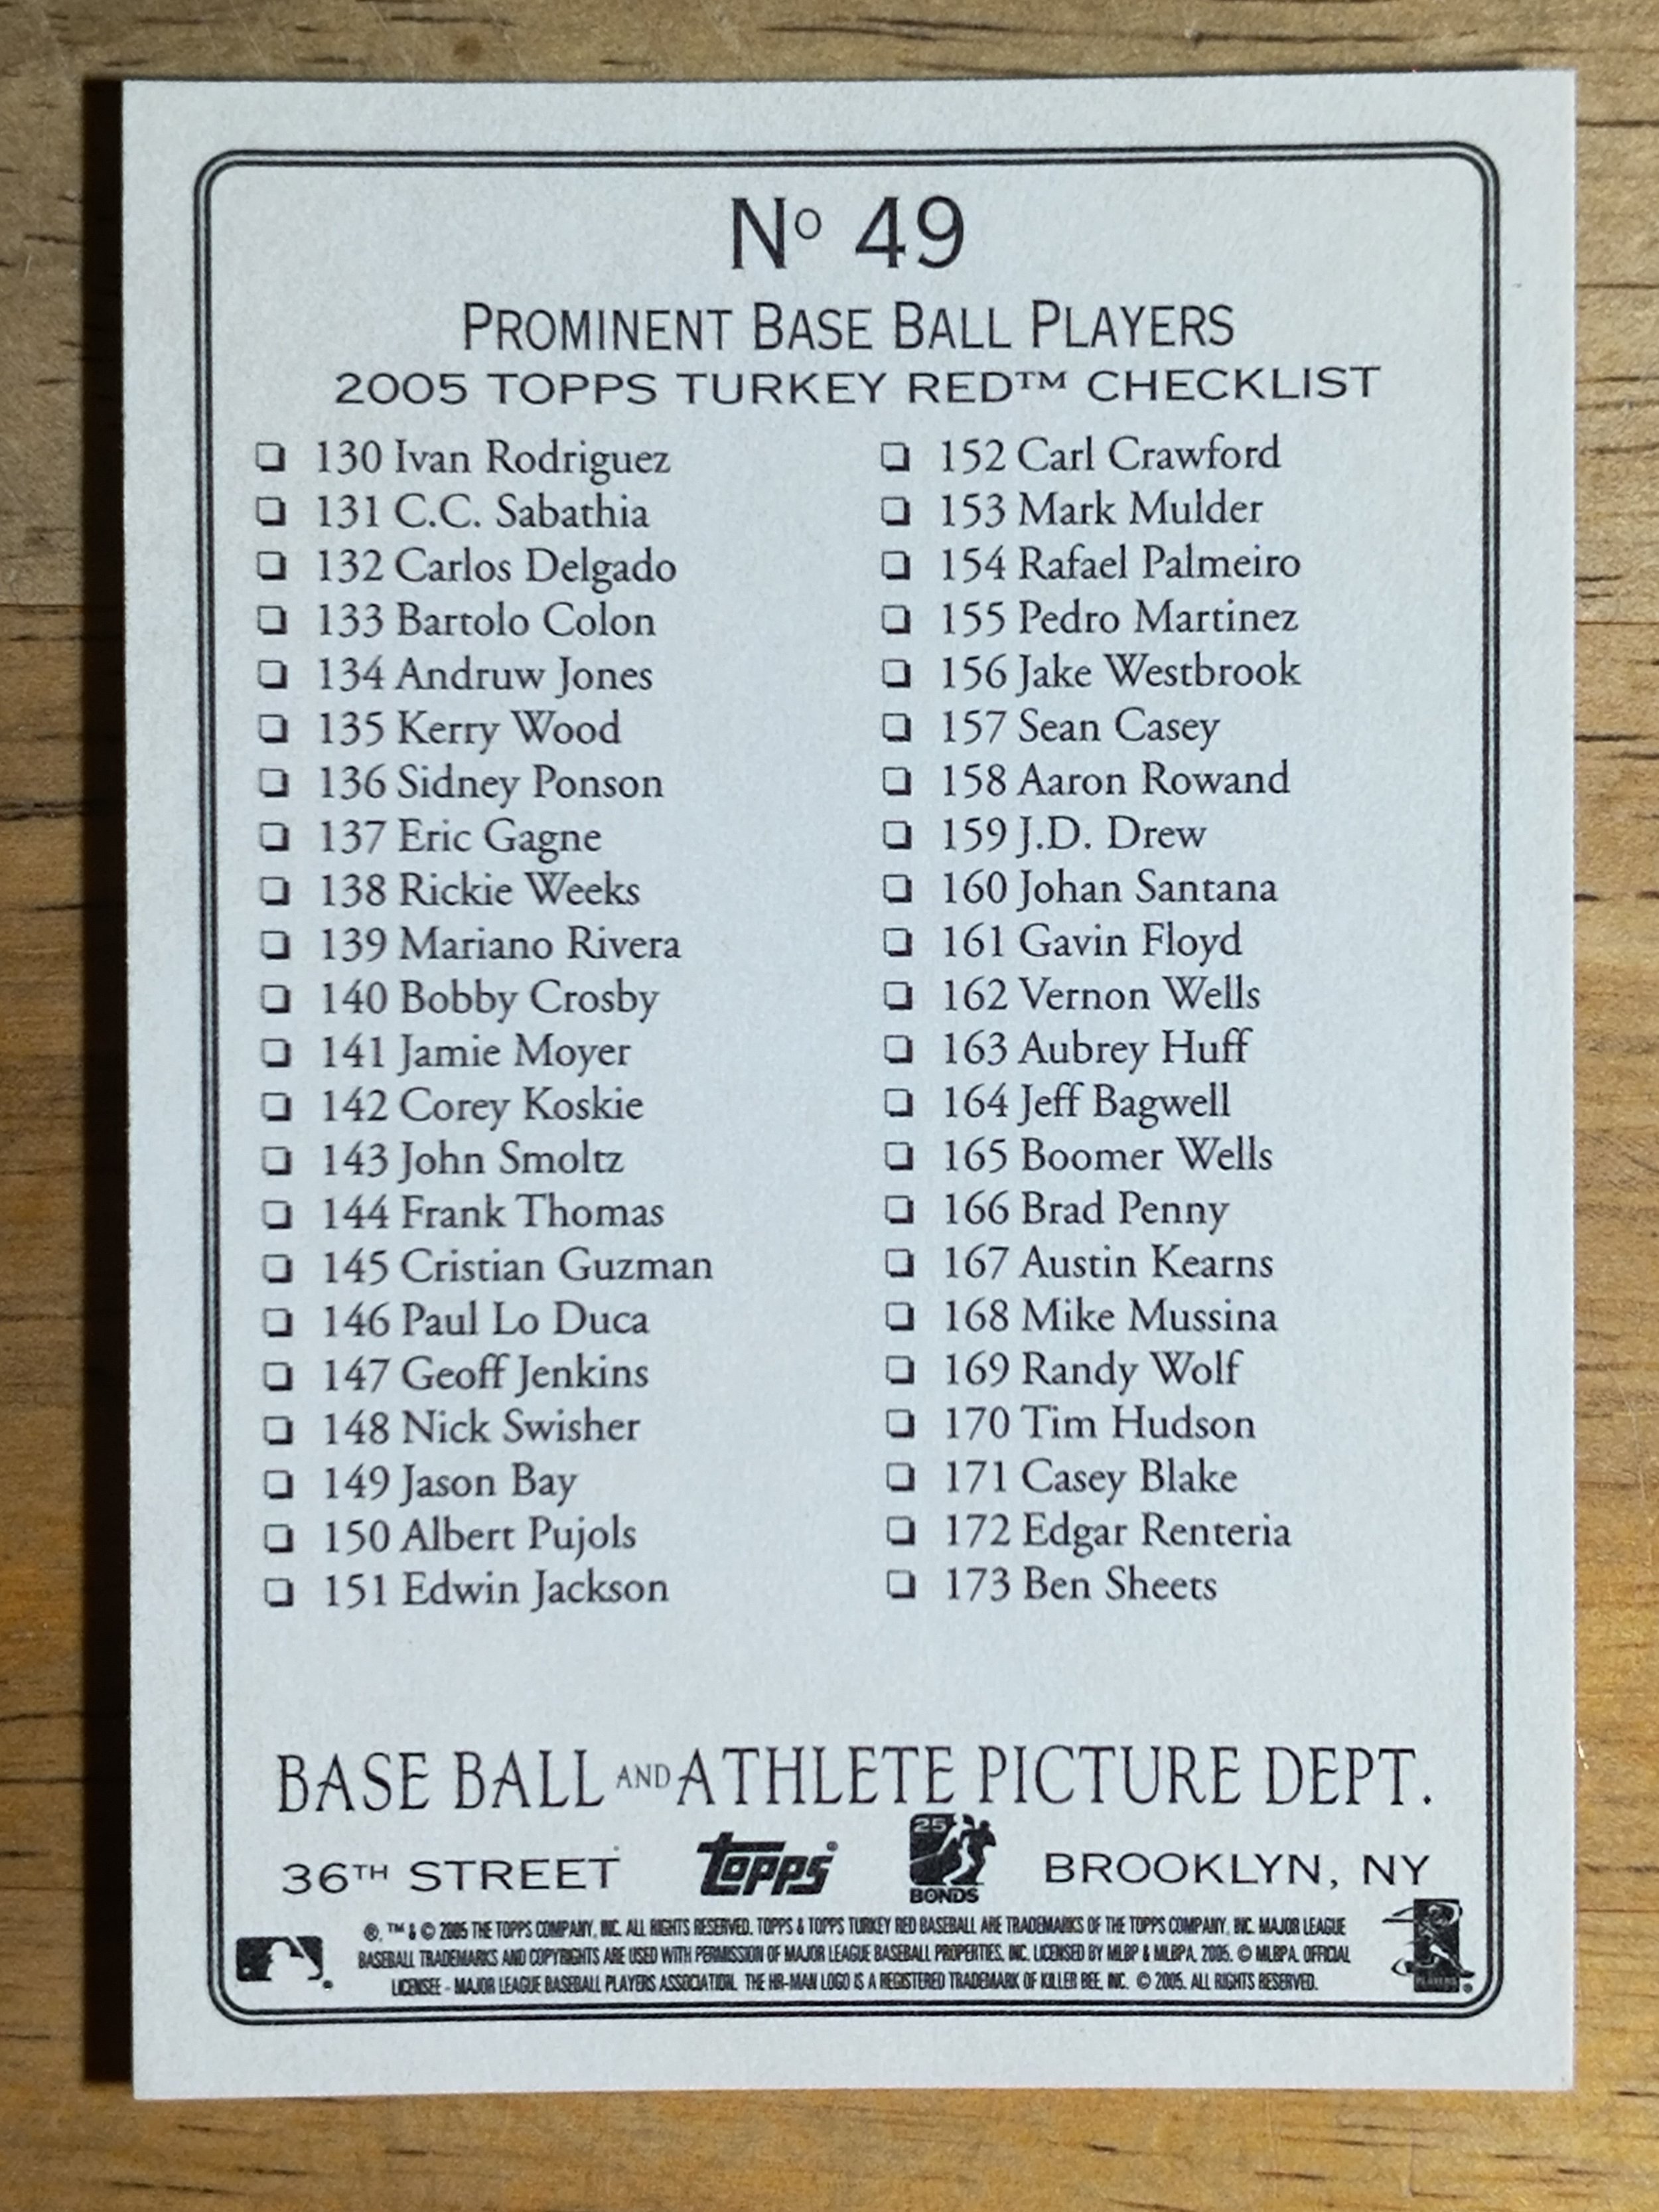 Nº 49
PROMINENT BASE BALL PLAYERS
2005 TOPPS TURKEY RED™ CHECKLIST
❏ 130 Ivan Rodriguez
❏ 131 C.C. Sabathia
❏ 132 Carlos Delgado
❏ 133 Bartolo Colon
❏ 134 Andruw Jones
❏ 135 Kerry Wood
❏ 136 Sidney Ponson
❏ 137 Eric Gagne
❏ 138 Rickie Weeks
❏ 139 Mariano Rivera
❏ 140 Bobby Crosby
❏ 141 Jamie Moyer
❏ 142 Corey Koskie
❏ 143 John Smoltz
❏ 144 Frank Thomas
❏ 145 Cristian Guzman
❏ 146 Paul Lo Duca
❏ 147 Geoff Jenkins
❏ 148 Nick Swisher
❏ 149 Jason Bay
❏ 150 Albert Pujols
❏ 151 Edwin Jackson
❏ 152 Carl Crawford
❏ 153 Mark Mulder
❏ 154 Rafael Palmeiro
❏ 155 Pedro Martinez
❏ 156 Jake Westbrook
❏ 157 Sean Casey
❏ 158 Aaron Rowand
❏ 159 J.D. Drew
❏ 160 Johan Santana
❏ 161 Gavin Floyd
❏ 162 Vernon Wells
❏ 163 Aubrey Huff
❏ 164 Jeff Bagwell
❏ 165 Boomer Wells
❏ 166 Brad Penny
❏ 167 Austin Kearns
❏ 168 Mike Mussina
❏ 169 Randy Wolf
❏ 170 Tim Hudson
❏ 171 Casey Blake
❏ 172 Edgar Renteria
❏ 173 Ben Sheets
BASE BALL AND ATHLETE PICTURE DEPT.
36TH STREET
topps®
25
BONDS
BROOKLYN, NY
®, ™ & © 2005 THE TOPPS COMPANY, INC. ALL RIGHTS RESERVED. TOPPS & TOPPS TURKEY RED BASEBALL ARE TRADEMARKS OF THE TOPPS COMPANY, INC. MAJOR LEAGUE
BASEBALL TRADEMARKS AND COPYRIGHTS ARE USED WITH PERMISSION OF MAJOR LEAGUE BASEBALL PROPERTIES, INC. LICENSED BY MLBP & MLBPA, 2005. © MLBPA. OFFICIAL
LICENSEE - MAJOR LEAGUE BASEBALL PLAYERS ASSOCIATION. THE HR-MAN LOGO IS A REGISTERED TRADEMARK OF KILLER BEE, INC. © 2005. ALL RIGHTS RESERVED.